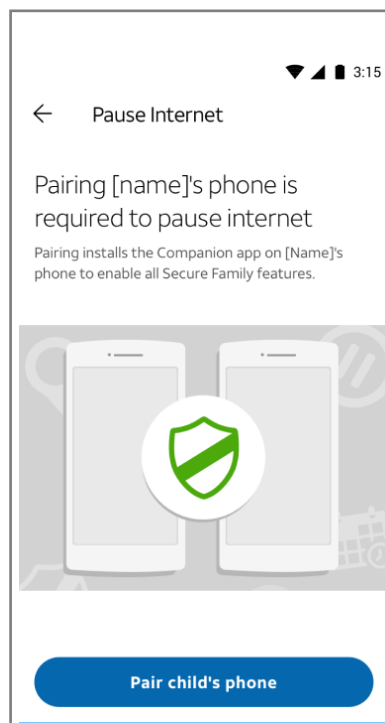 3:15
Pause Internet
Pairing [name]'s phone is
required to pause internet
Pairing installs the Companion app on [Name]'s
phone to enable all Secure Family features.
Pair child's phone